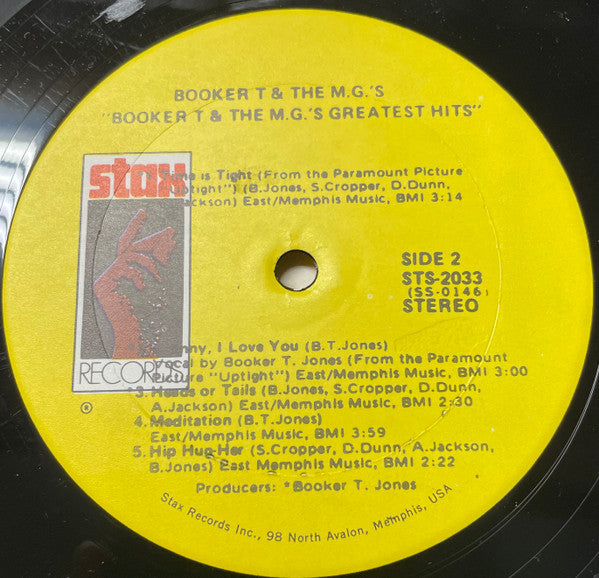 BOOKER T & THE M.G.'S
"BOOKER T & THE M.G.'S GREATEST HITS"
stax
is Tight (From the Paramount Picture
(B.Jones, S.Cropper, D.Dunn,
East/Memphis Music, BMI 3:14
SIDE 2
STS-2033
(SS-0146)
STEREO
I Love You (B.T.Jones)
Vocal by Booker T. Jones (From the Paramount
RECORDS
Picture "Uptight") East/Memphis Music, BMI 3:00
3. Heads or Tails (B.Jones, S.Cropper, D.Dunn,
A.Jackson) East/Memphis Music, BMI 2:30
®
4. Meditation (B.T.Jones)
East/Memphis Music, BMI 3:59
5. Hip Hug-Her (S.Cropper, D.Dunn, A.Jackson,
B.Jones) East Memphis Music, BMI 2:22
Producers: *Booker T. Jones
Stax Records Inc., 98 North Avalon, Memphis, USA